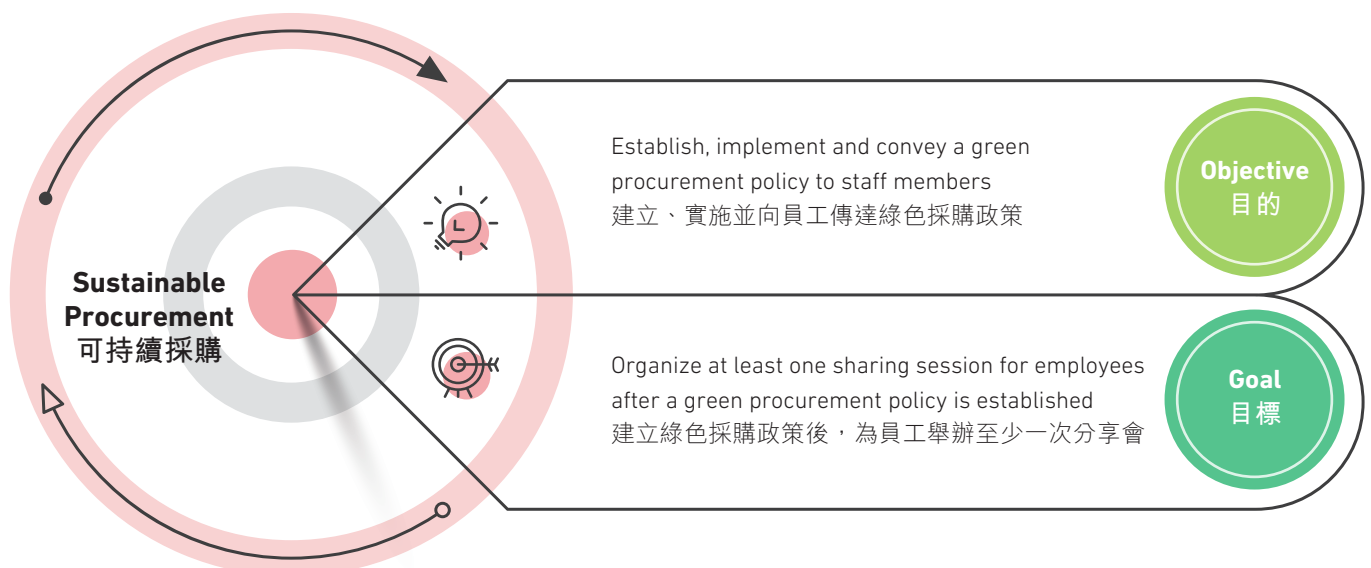 Sustainable
Procurement
可持續採購
Establish, implement and convey a green
procurement policy to staff members
建立、實施並向員工傳達綠色採購政策
Objective
目的
Organize at least one sharing session for employees
after a green procurement policy is established
建立綠色採購政策後，為員工舉辦至少一次分享會
Goal
目標